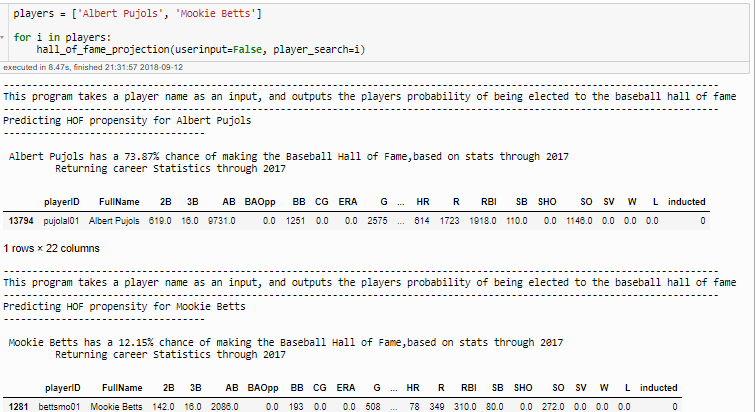 players = ['Albert Pujols', 'Mookie Betts']
for i in players:
hall_of_fame_projection(userinput=False, player_search=i)
executed in 8.47s, finished 21:31:57 2018-09-12
This program takes a player name as an input, and outputs the players probability of being elected to the baseball hall of fame
Predicting HOF propensity for Albert Pujols
Albert Pujols has a 73.87% chance of making the Baseball Hall of Fame,based on stats through 2017
Returning career Statistics through 2017
playerID FullName 2B 3B AB BAOpp BB CG ERA G ... HR R RBI SB SHO SO SV W L inducted
13794 pujolal01 Albert Pujols 619.0 16.0 9731.0 0.0 1251 0.0 0.0 2575 ... 614 1723 1918.0 110.0 0.0 1146.0 0.0 0.0 0.0 0
1 rows × 22 columns
This program takes a player name as an input, and outputs the players probability of being elected to the baseball hall of fame
Predicting HOF propensity for Mookie Betts
Mookie Betts has a 12.15% chance of making the Baseball Hall of Fame,based on stats through 2017
Returning career Statistics through 2017
playerID FullName 2B 3B AB BAOpp BB CG ERA G ... HR R RBI SB SHO SO SV W L inducted
1281 bettsmo01 Mookie Betts 142.0 16.0 2086.0 0.0 193 0.0 0.0 508 ... 78 349 310.0 80.0 0.0 272.0 0.0 0.0 0.0 0